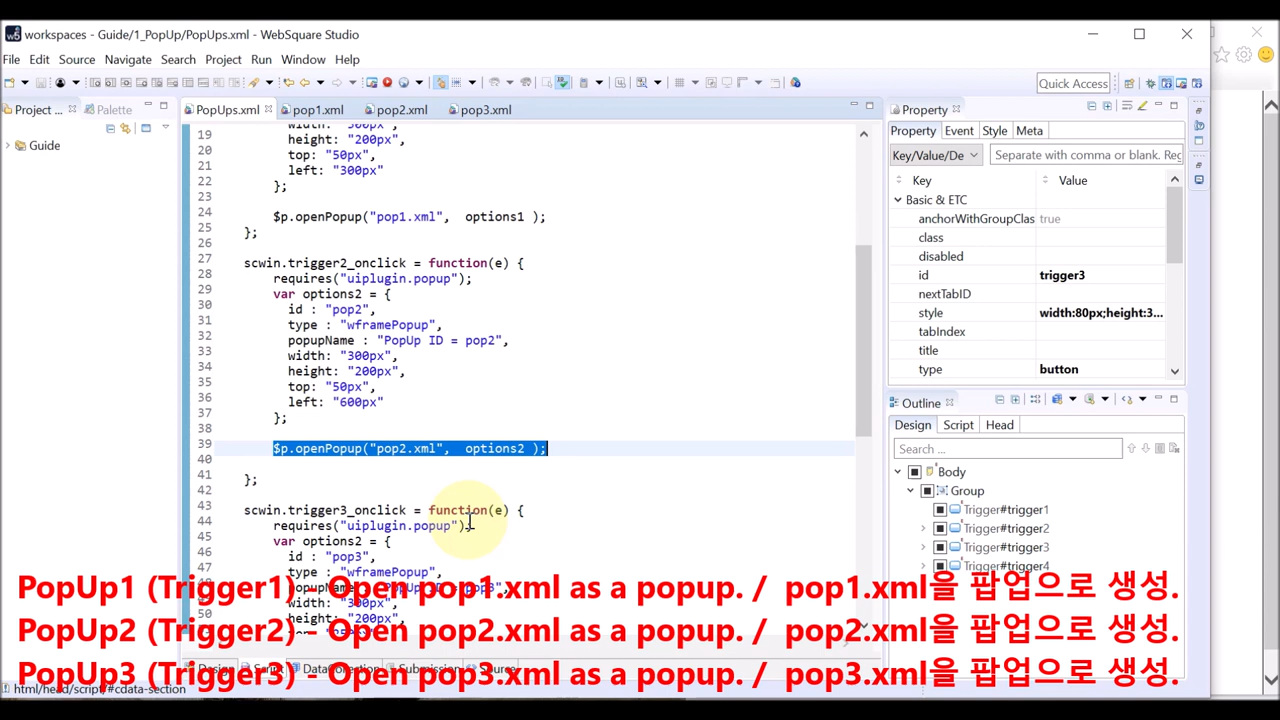 workspaces - Guide/1_PopUp/PopUps.xml - WebSquare Studio
File Edit Source Navigate Search Project Run Window Help
Quick Access
Project ...
Palette
PopUps.xml
pop1.xml
pop2.xml
pop3.xml
Guide
19
20 height: "200px",
21 top: "50px",
22 left: "300px"
23 };
24 $p.openPopup("pop1.xml", options1 );
25 };
26
27 scwin.trigger2_onclick = function(e) {
28 requires("uiplugin.popup");
29 var options2 = {
30 id : "pop2",
31 type : "wframePopup",
32 popupName : "PopUp ID = pop2",
33 width: "300px",
34 height: "200px",
35 top: "50px",
36 left: "600px"
37 };
38
39 $p.openPopup("pop2.xml", options2 );
40
41 };
42
43 scwin.trigger3_onclick = function(e) {
44 requires("uiplugin.popup");
45 var options2 = {
46 id : "pop3",
47 type : "wframePopup",
Property
Property Event Style Meta
Key/Value/De
Separate with comma or blank. Reg
Key Value
Basic & ETC
anchorWithGroupClas true
class
disabled
id trigger3
nextTabID
style width:80px;height:3...
tabIndex
title
type button
Outline
Design Script Head
Search ...
Body
Group
Trigger#trigger1
Trigger#trigger2
Trigger#trigger3
Trigger#trigger4
PopUp1 (Trigger1) - Open pop1.xml as a popup. / pop1.xml을 팝업으로 생성.
PopUp2 (Trigger2) - Open pop2.xml as a popup. / pop2.xml을 팝업으로 생성.
PopUp3 (Trigger3) - Open pop3.xml as a popup. / pop3.xml을 팝업으로 생성.
html/head/script/#cdata-section